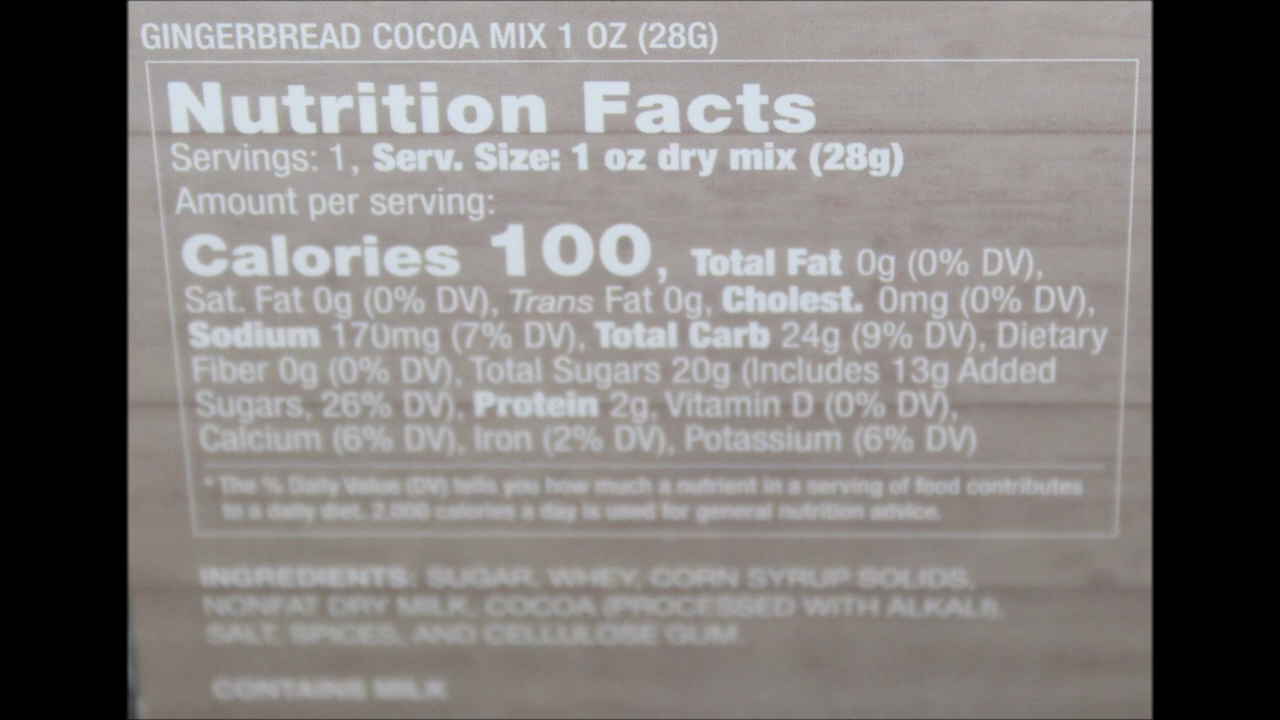 GINGERBREAD COCOA MIX 1 OZ (28G)
Nutrition Facts
Servings: 1, Serv. Size: 1 oz dry mix (28g)
Amount per serving:
Calories 100, Total Fat 0g (0% DV),
Sat. Fat 0g (0% DV), Trans Fat 0g, Cholest. 0mg (0% DV),
Sodium 170mg (7% DV), Total Carb 24g (9% DV), Dietary
Fiber 0g (0% DV), Total Sugars 20g (Includes 13g Added
Sugars, 26% DV), Protein 2g, Vitamin D (0% DV),
Calcium (6% DV), Iron (2% DV), Potassium (6% DV)
* The % Daily Value (DV) tells you how much a nutrient in a serving of food contributes
to a daily diet. 2,000 calories a day is used for general nutrition advice.
INGREDIENTS: SUGAR, WHEY, CORN SYRUP SOLIDS,
NONFAT DRY MILK, COCOA (PROCESSED WITH ALKALI),
SALT, SPICES, AND CELLULOSE GUM.
CONTAINS MILK